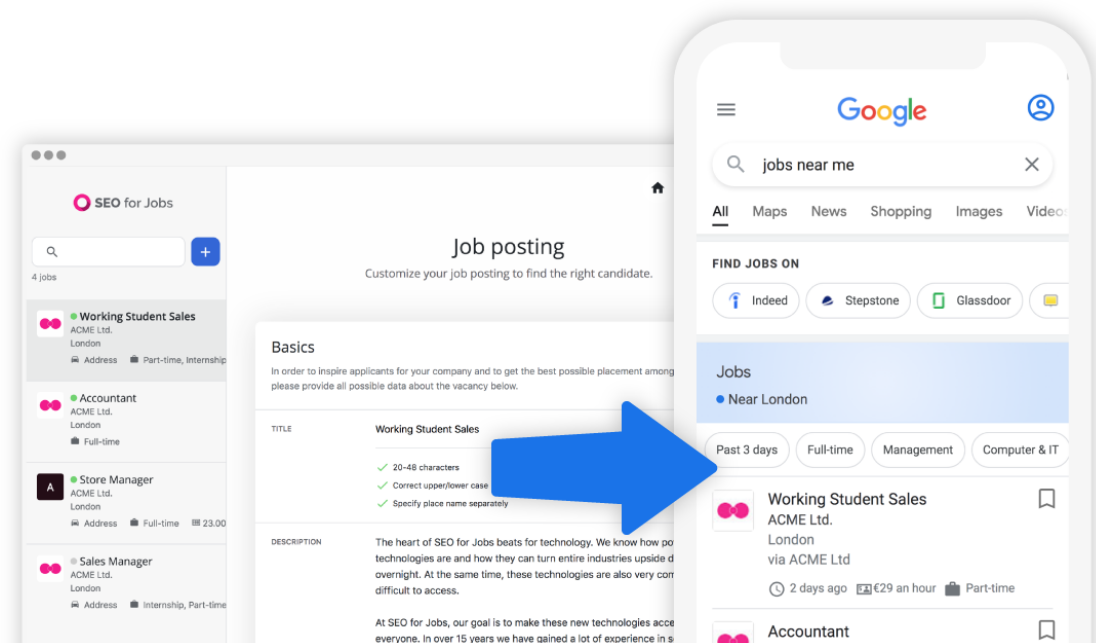 SEO for Jobs
4 jobs
Working Student Sales
ACME Ltd.
London
Address Part-time, Internship
Accountant
ACME Ltd.
London
Full-time
A
Store Manager
ACME Ltd.
London
Address Full-time 23.00
Sales Manager
ACME Ltd.
London
Address Internship, Part-time
Job posting
Customize your job posting to find the right candidate.
Basics
In order to inspire applicants for your company and to get the best possible placement among
please provide all possible data about the vacancy below.
TITLE
Working Student Sales
20-48 characters
Correct upper/lower case
Specify place name separately
DESCRIPTION
The heart of SEO for Jobs beats for technology. We know how
technologies are and how they can turn entire industries upside
overnight. At the same time, these technologies are also very
difficult to access.
At SEO for Jobs, our goal is to make these new technologies
everyone. In over 15 years we have gained a lot of experience in
Google
jobs near me
All Maps News Shopping Images Videos
FIND JOBS ON
Indeed Stepstone Glassdoor
Jobs
Near London
Past 3 days Full-time Management Computer & IT
Working Student Sales
ACME Ltd.
London
via ACME Ltd
2 days ago €29 an hour Part-time
Accountant